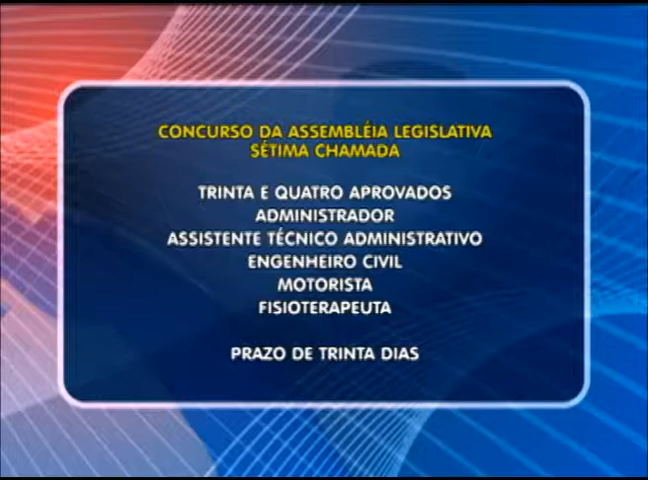 CONCURSO DA ASSEMBLÉIA LEGISLATIVA
SÉTIMA CHAMADA
TRINTA E QUATRO APROVADOS
ADMINISTRADOR
ASSISTENTE TÉCNICO ADMINISTRATIVO
ENGENHEIRO CIVIL
MOTORISTA
FISIOTERAPEUTA
PRAZO DE TRINTA DIAS